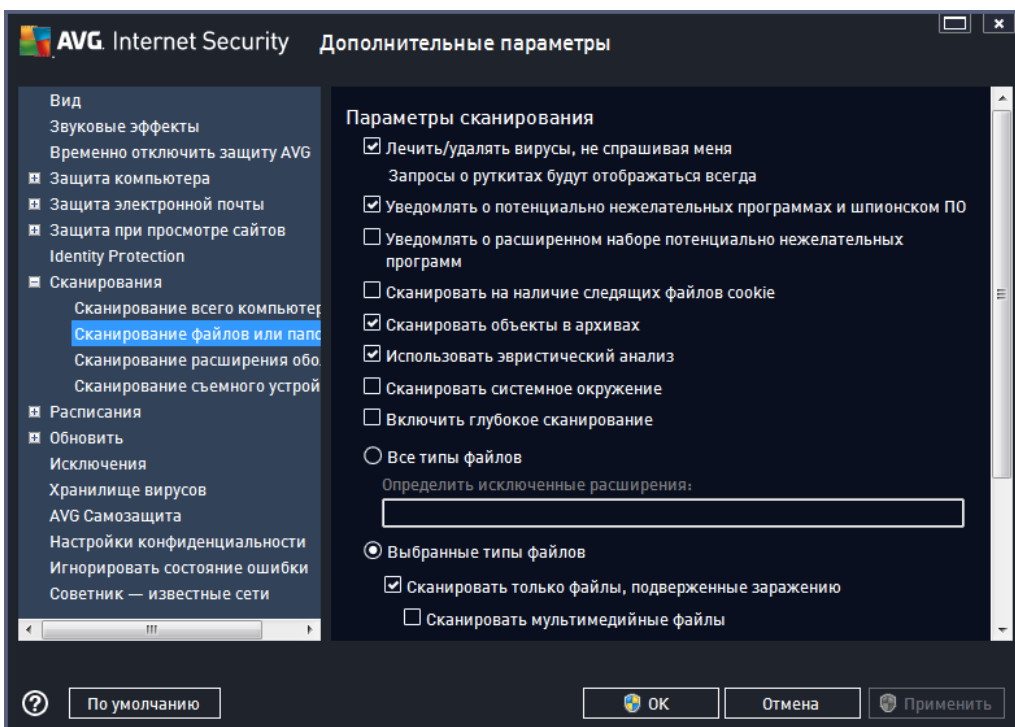 AVG. Internet Security
Дополнительные параметры
Вид
Звуковые эффекты
Временно отключить защиту AVG
Защита компьютера
Защита электронной почты
Защита при просмотре сайтов
Identity Protection
Сканирования
Сканирование всего компьютер
Сканирование файлов или папо
Сканирование расширения обо.
Сканирование съемного устрой
Расписания
Обновить
Исключения
Хранилище вирусов
AVG Самозащита
Настройки конфиденциальности
Игнорировать состояние ошибки
Советник — известные сети
Параметры сканирования
Лечить/удалять вирусы, не спрашивая меня
Запросы о руткитах будут отображаться всегда
Уведомлять о потенциально нежелательных программах и шпионском ПО
Уведомлять о расширенном наборе потенциально нежелательных
программ
Сканировать на наличие следящих файлов cookie
Сканировать объекты в архивах
Использовать эвристический анализ
Сканировать системное окружение
Включить глубокое сканирование
Все типы файлов
Определить исключенные расширения:
Выбранные типы файлов
Сканировать только файлы, подверженные заражению
Сканировать мультимедийные файлы
По умолчанию
OK
Отмена
Применить